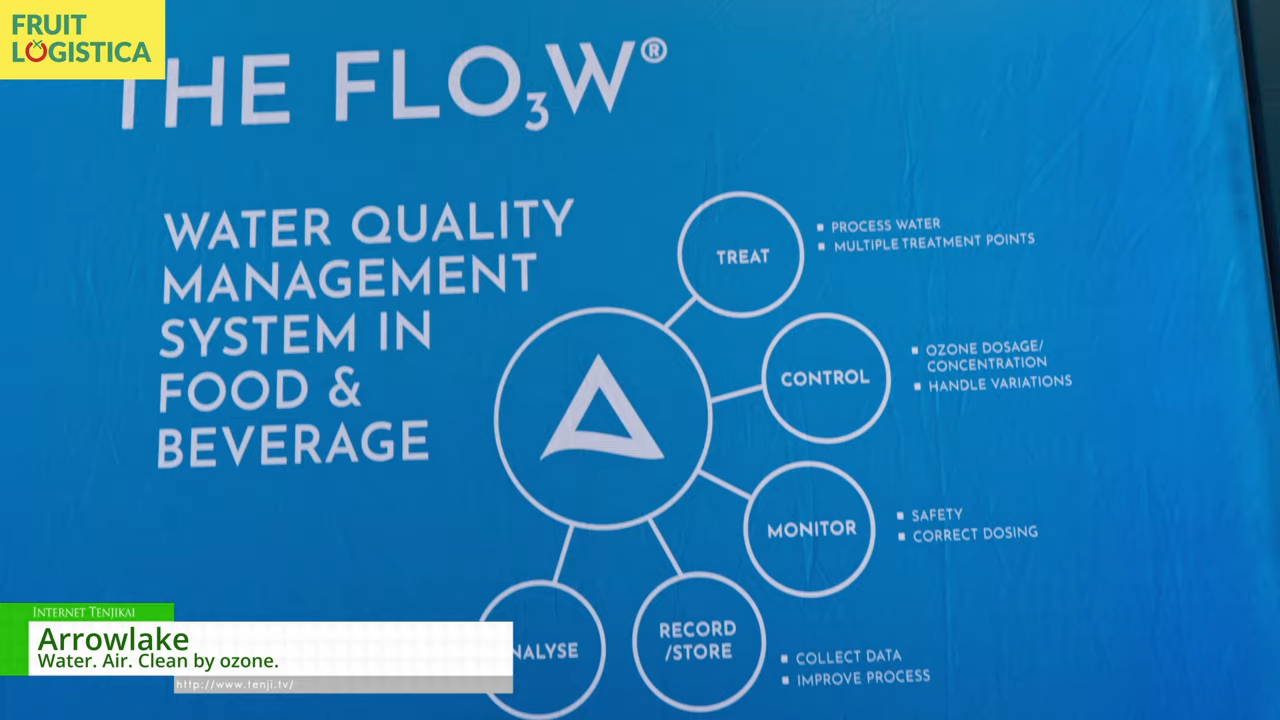 FRUIT
LOGISTICA
THE FLO₃W®
WATER QUALITY
MANAGEMENT
SYSTEM IN
FOOD &
BEVERAGE
TREAT
▪ PROCESS WATER
▪ MULTIPLE TREATMENT POINTS
CONTROL
▪ OZONE DOSAGE/
CONCENTRATION
▪ HANDLE VARIATIONS
MONITOR
▪ SAFETY
▪ CORRECT DOSING
RECORD
/STORE
▪ COLLECT DATA
▪ IMPROVE PROCESS
NALYSE
INTERNET TENJIKAI
Arrowlake
Water. Air. Clean by ozone.
http://www.tenji.tv/